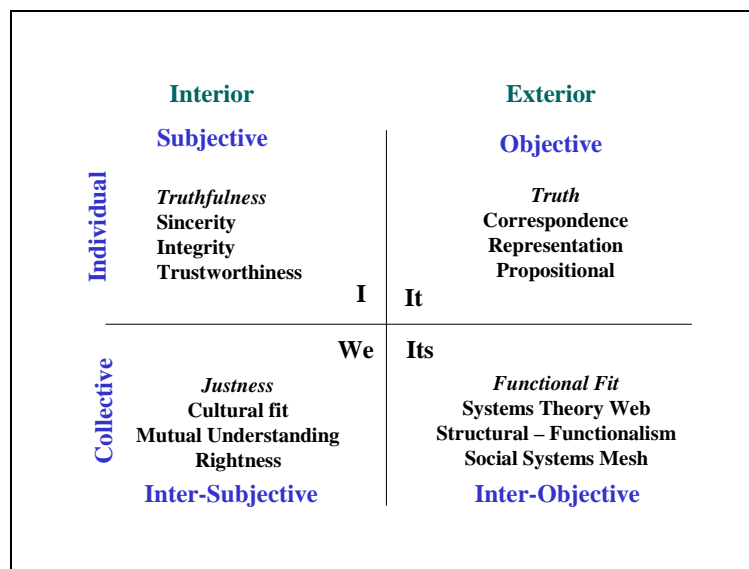 Interior
Exterior
Subjective
Objective
Individual
Truthfulness
Sincerity
Integrity
Trustworthiness
I
Truth
Correspondence
Representation
Propositional
It
Collective
We
Justness
Cultural fit
Mutual Understanding
Rightness
Inter-Subjective
Its
Functional Fit
Systems Theory Web
Structural – Functionalism
Social Systems Mesh
Inter-Objective